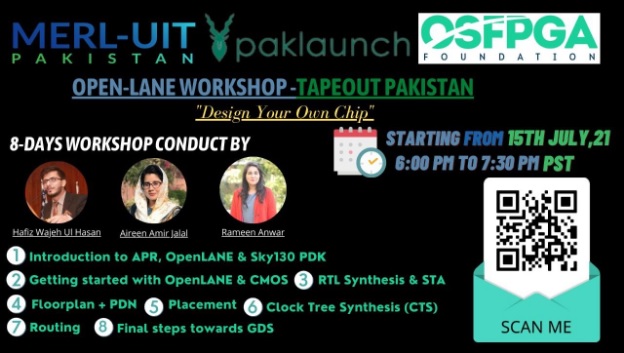 MERL-UIT
PAKISTAN
paklaunch
OSFPGA
FOUNDATION
OPEN-LANE WORKSHOP -TAPEOUT PAKISTAN
"Design Your Own Chip"
8-DAYS WORKSHOP CONDUCT BY
STARTING FROM 15TH JULY,21
6:00 PM TO 7:30 PM PST
Hafiz Wajeh Ul Hasan
Aireen Amir Jalal
Rameen Anwar
1 Introduction to APR, OpenLANE & Sky130 PDK
2 Getting started with OpenLANE & CMOS 3 RTL Synthesis & STA
4 Floorplan + PDN 5 Placement 6 Clock Tree Synthesis (CTS)
7 Routing 8 Final steps towards GDS
SCAN ME